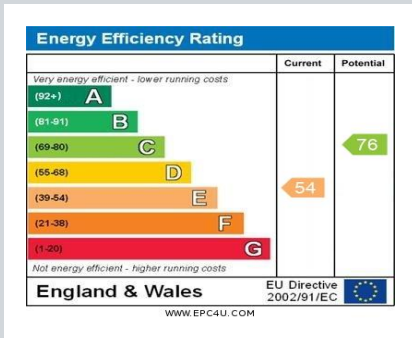 Energy Efficiency Rating
Current Potential
Very energy efficient - lower running costs
(92+) A
(81-91) B
(69-80) C 76
(55-68) D
(39-54) E 54
(21-38) F
(1-20) G
Not energy efficient - higher running costs
England & Wales
EU Directive
2002/91/EC
WWW.EPC4U.COM